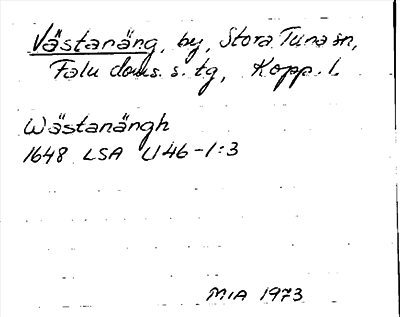 Västanäng, by, Stora Tuna sn,
Falu doms. s. tg, Kopp. l.
Wästanängh
1648 LSA U46-1:3
MIA 1973